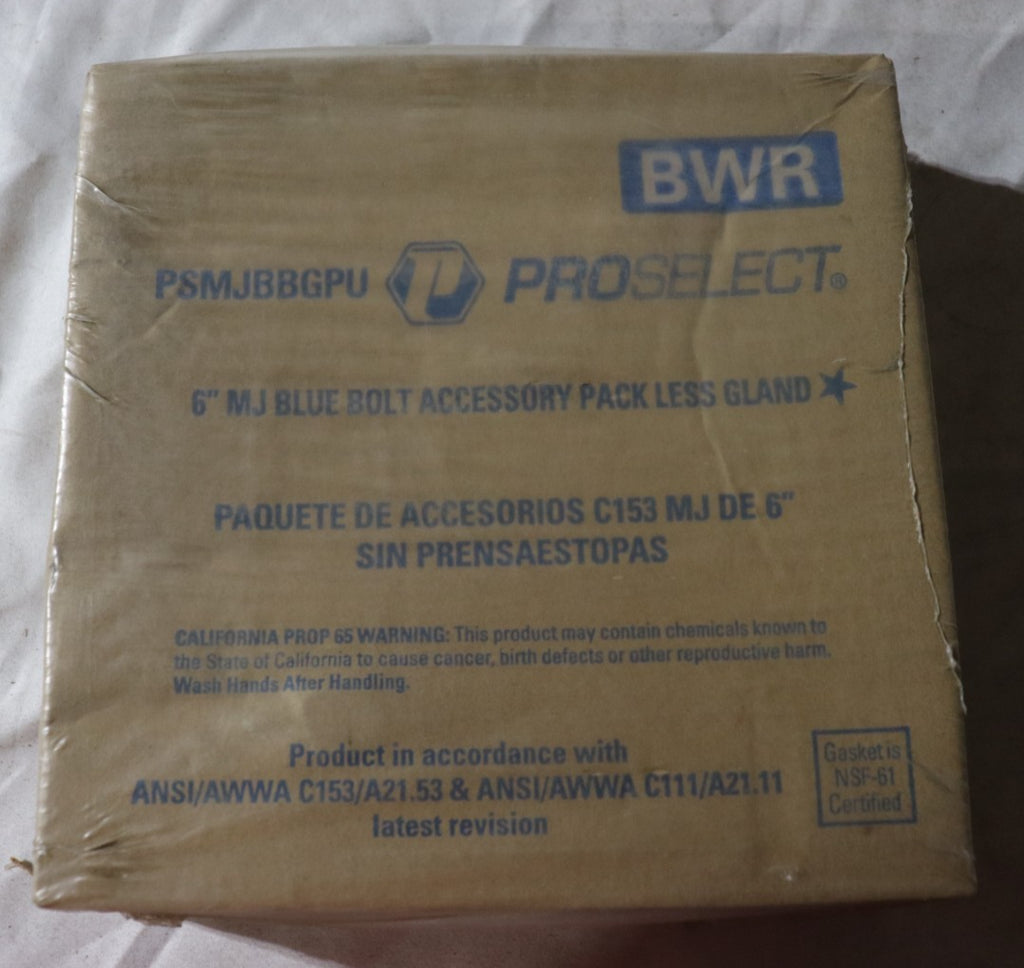 BWR
PSMJBBGPU PROSELECT®
6" MJ BLUE BOLT ACCESSORY PACK LESS GLAND ★
PAQUETE DE ACCESORIOS C153 MJ DE 6"
SIN PRENSAESTOPAS
CALIFORNIA PROP 65 WARNING: This product may contain chemicals known to
the State of California to cause cancer, birth defects or other reproductive harm.
Wash Hands After Handling.
Product in accordance with
ANSI/AWWA C153/A21.53 & ANSI/AWWA C111/A21.11
latest revision
Gasket is
NSF-61
Certified